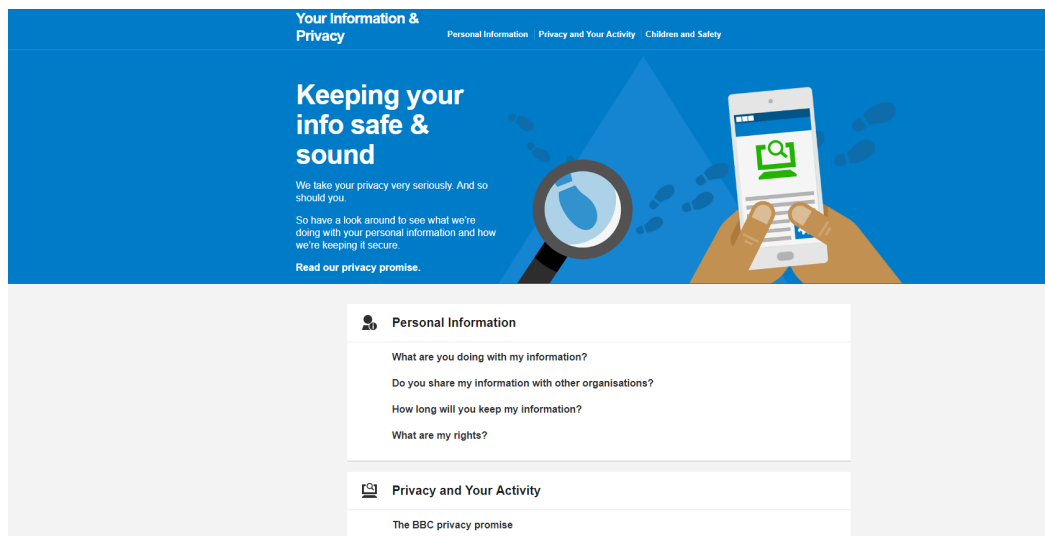 Your Information &
Privacy
Personal Information
Privacy and Your Activity
Children and Safety
Keeping your
info safe &
sound
We take your privacy very seriously. And so
should you.
So have a look around to see what we're
doing with your personal information and how
we're keeping it secure.
Read our privacy promise.
Personal Information
What are you doing with my information?
Do you share my information with other organisations?
How long will you keep my information?
What are my rights?
Privacy and Your Activity
The BBC privacy promise